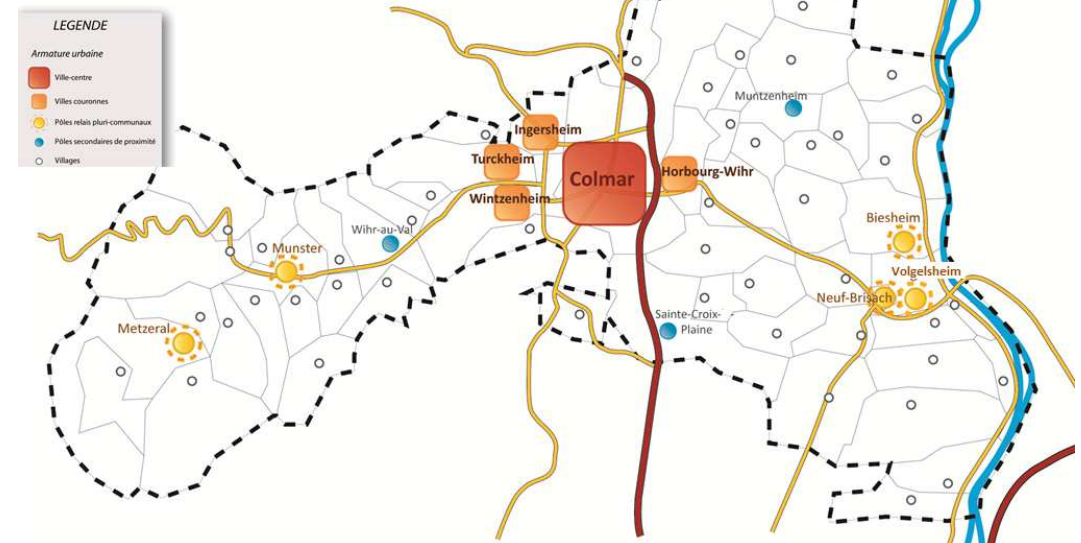 LEGENDE
Armature urbaine
Ville-centre
Villes couronnes
Pôles relais pluri-communaux
Pôles secondaires de proximité
Villages
Muntzenheim
Ingersheim
Turckheim
Colmar
Horbourg-Wihr
Wintzenheim
Biesheim
Wihr-au-Val
Munster
Volgelsheim
Neuf-Brisach
Metzeral
Sainte-Croix-
Plaine